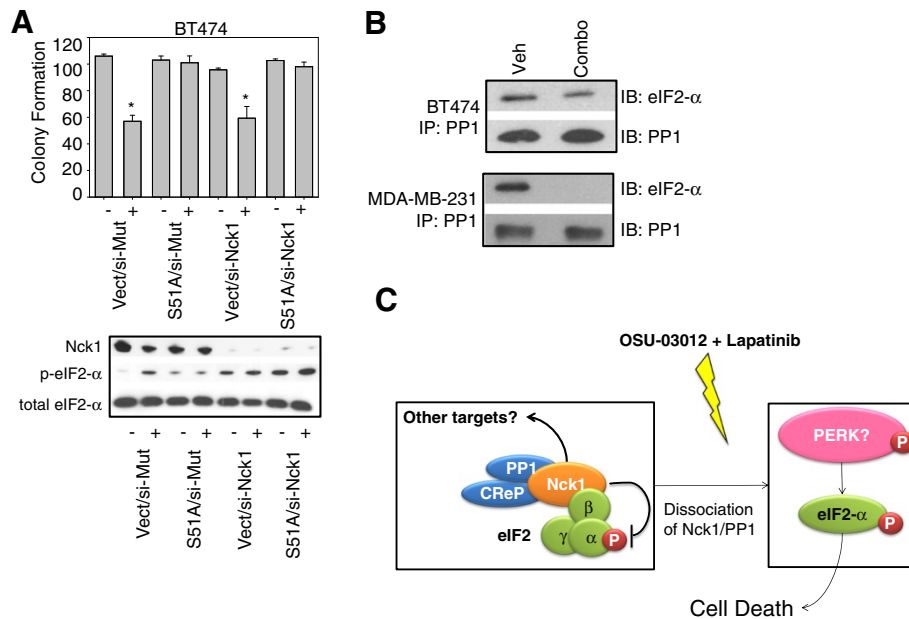 A
BT474
Colony Formation
120
100
80
60
40
20
0
*
*
- + - + - + - +
Vect/si-Mut
S51A/si-Mut
Vect/si-Nck1
S51A/si-Nck1
Nck1
p-eIF2-α
total eIF2-α
- + - + - + - +
Vect/si-Mut
S51A/si-Mut
Vect/si-Nck1
S51A/si-Nck1
B
Veh
Combo
BT474
IP: PP1
IB: eIF2-α
IB: PP1
MDA-MB-231
IP: PP1
IB: eIF2-α
IB: PP1
C
OSU-03012 + Lapatinib
Other targets?
PP1
CReP
Nck1
β
eIF2
γ
α
P
Dissociation
of Nck1/PP1
PERK?
P
eIF2-α
P
Cell Death